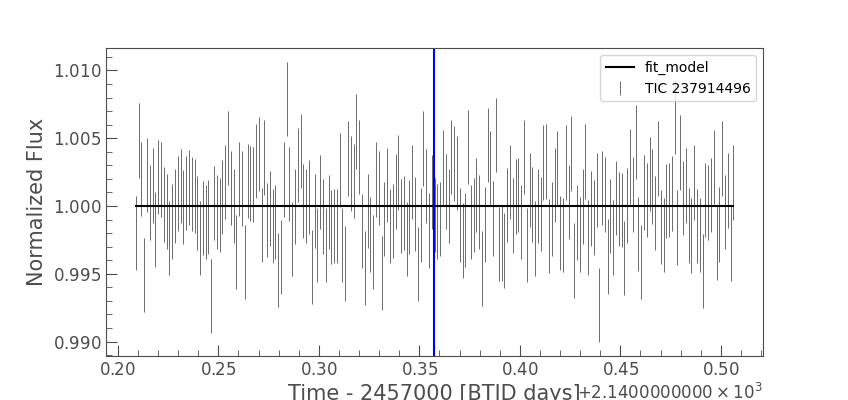 1.010
1.005
1.000
0.995
0.990
Normalized Flux
fit_model
TIC 237914496
0.20 0.25 0.30 0.35 0.40 0.45 0.50
Time - 2457000 [BTJD days]
+2.1400000000 × 10³